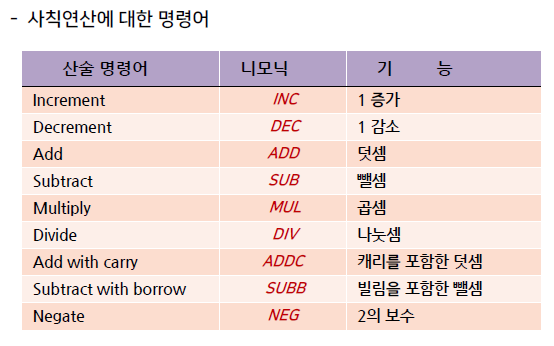 - 사칙연산에 대한 명령어
산술 명령어 니모닉 기 능
Increment INC 1 증가
Decrement DEC 1 감소
Add ADD 덧셈
Subtract SUB 뺄셈
Multiply MUL 곱셈
Divide DIV 나눗셈
Add with carry ADDC 캐리를 포함한 덧셈
Subtract with borrow SUBB 빌림을 포함한 뺄셈
Negate NEG 2의 보수